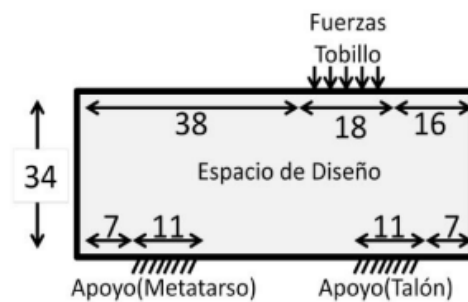 Fuerzas
Tobillo
38
18
16
34
Espacio de Diseño
7
11
11
7
Apoyo(Metatarso)
Apoyo(Talón)